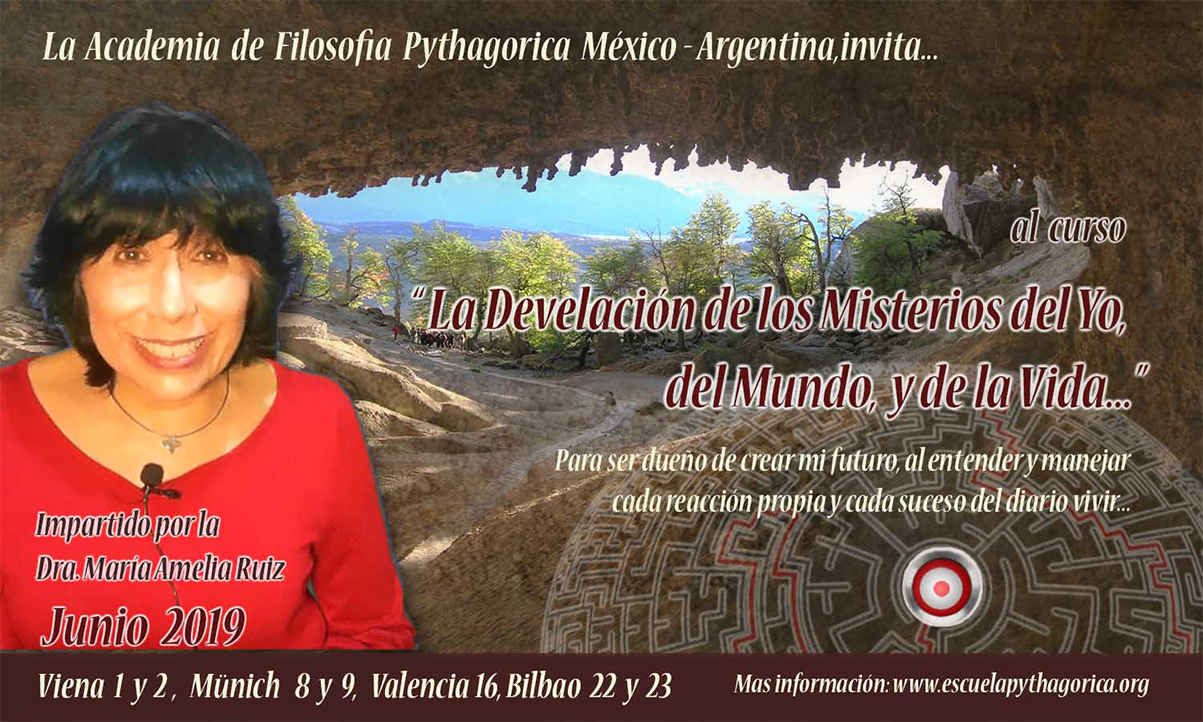 La Academia de Filosofia Pythagorica México - Argentina,invita...
al curso
"La Develación de los Misterios del Yo,
del Mundo, y de la Vida..."
Para ser dueño de crear mi futuro, al entender y manejar
cada reacción propia y cada suceso del diario vivir...
Impartido por la
Dra. María Amelia Ruiz
Junio 2019
Viena 1 y 2 , Münich 8 y 9, Valencia 16, Bilbao 22 y 23
Mas información: www.escuelapythagorica.org